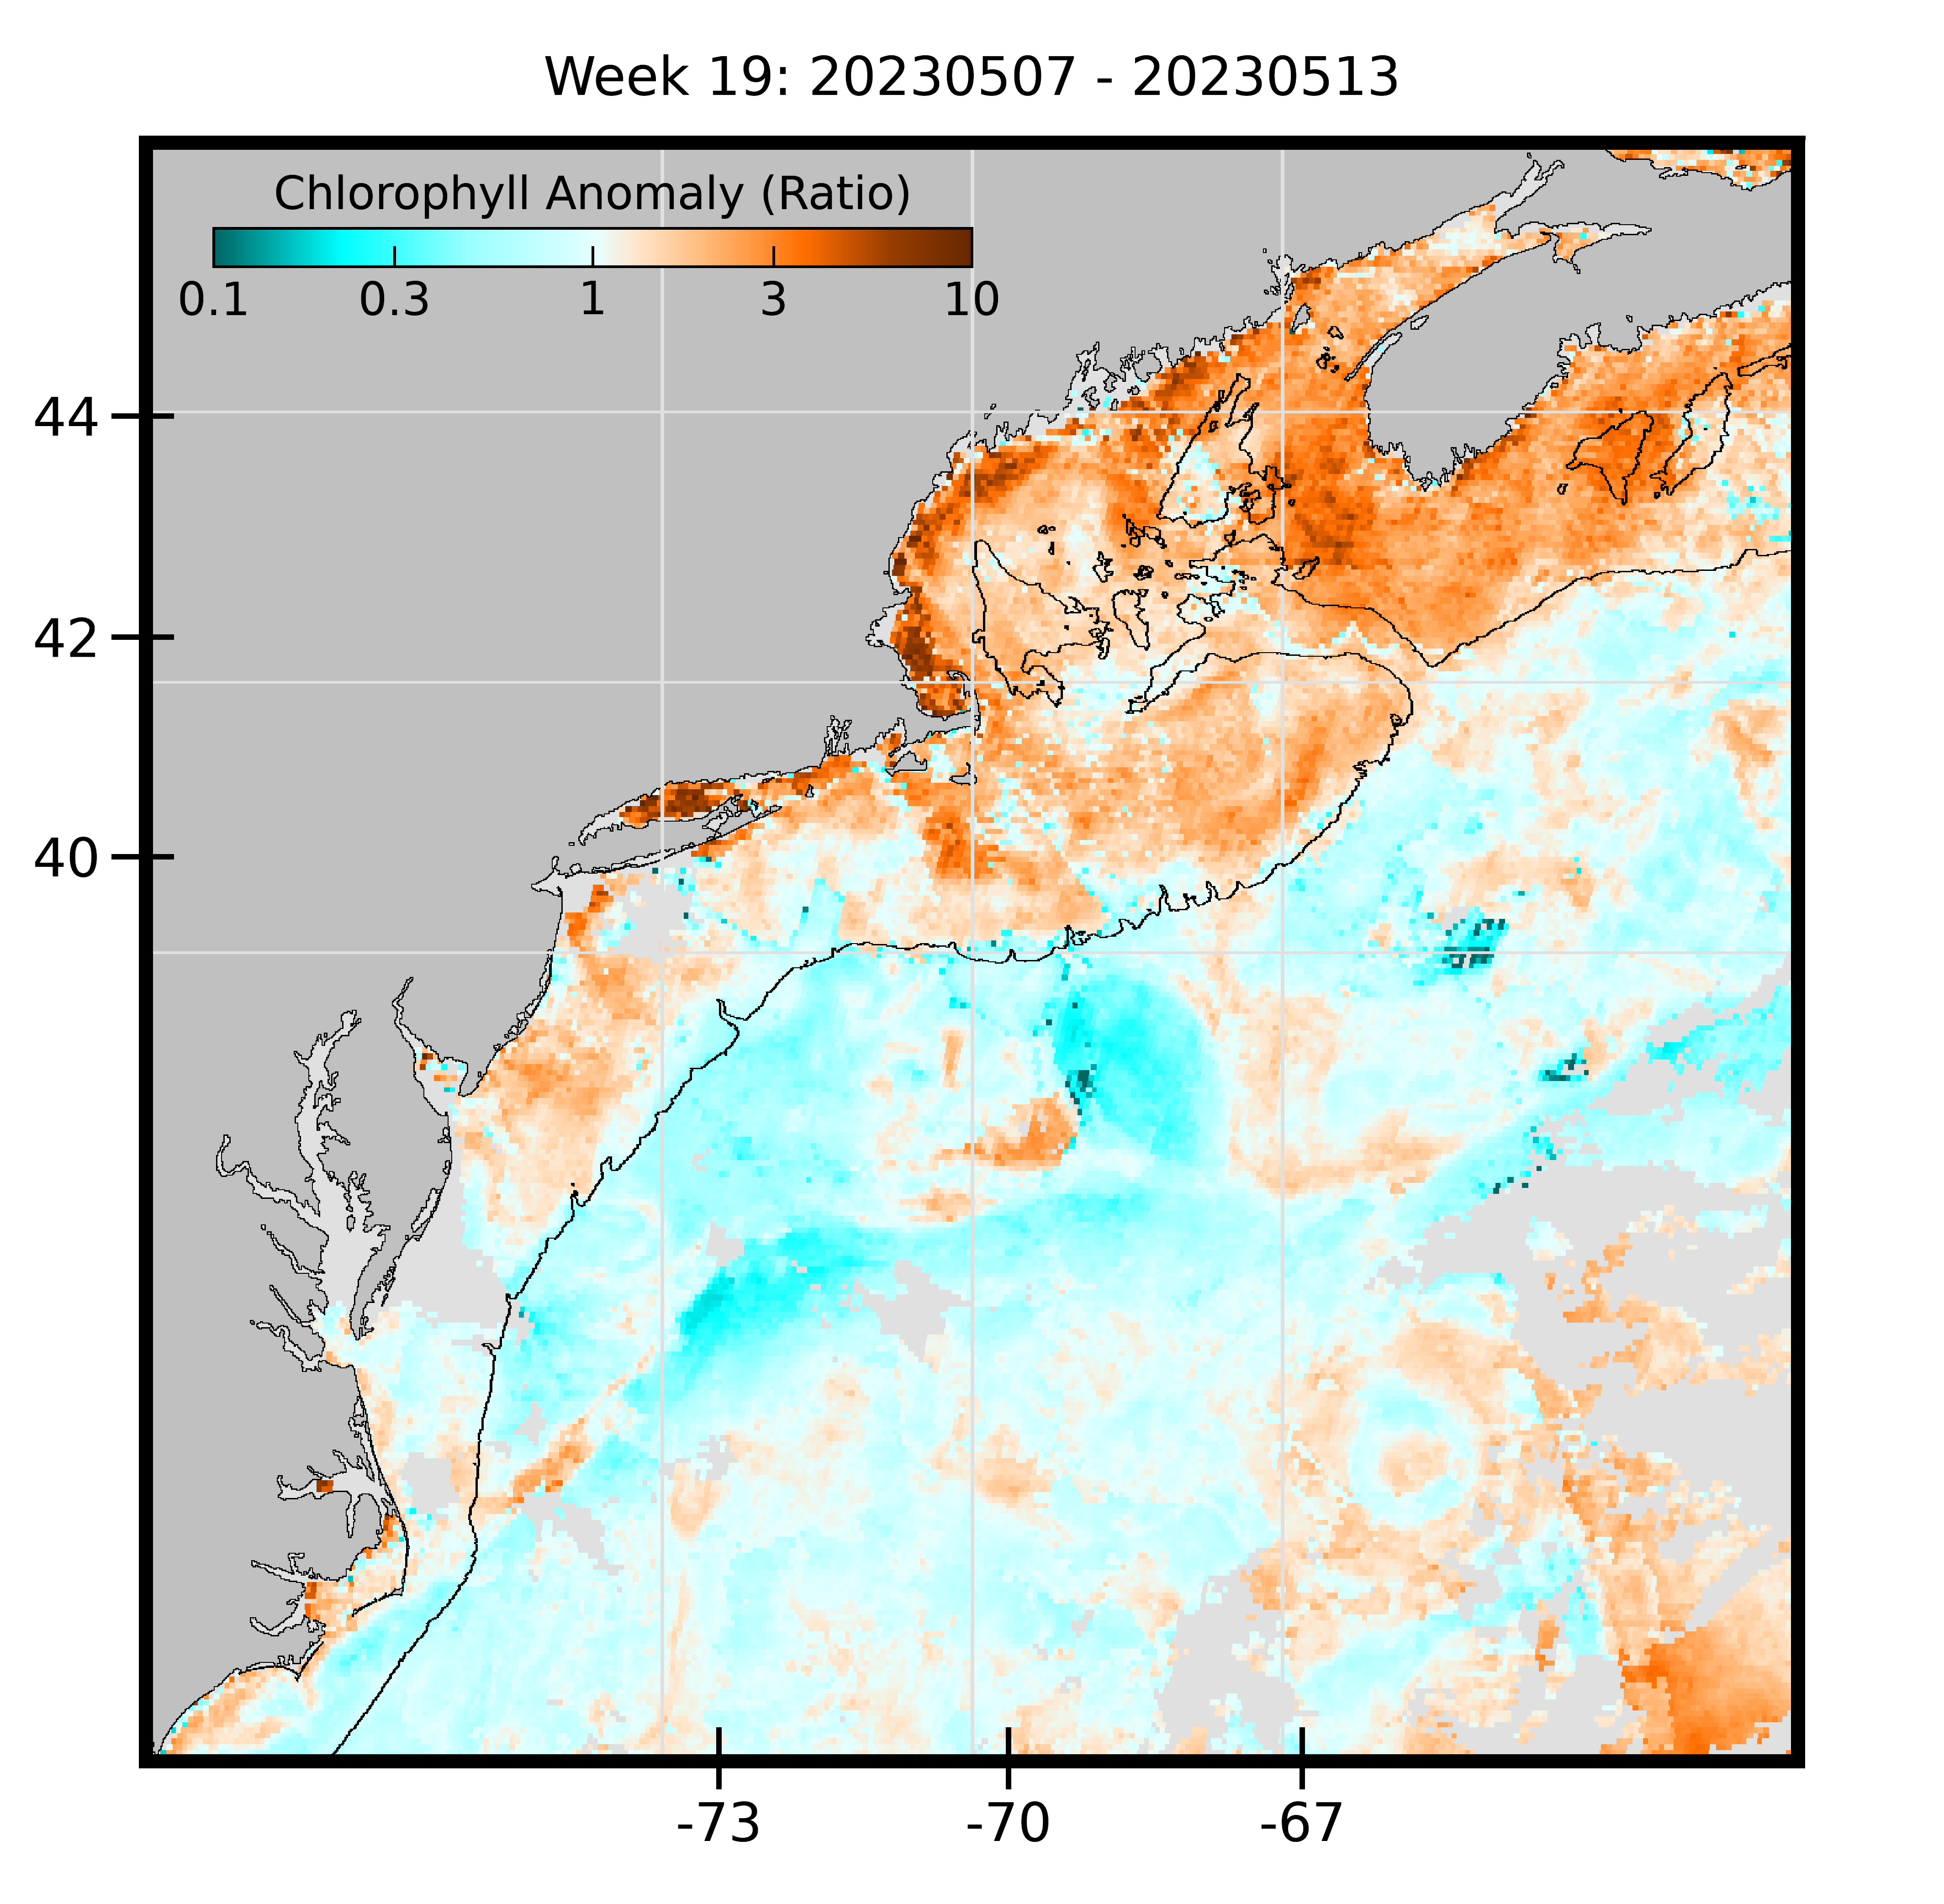 Week 19: 20230507 - 20230513
Chlorophyll Anomaly (Ratio)
0.1 0.3 1 3 10
44
42
40
-73 -70 -67